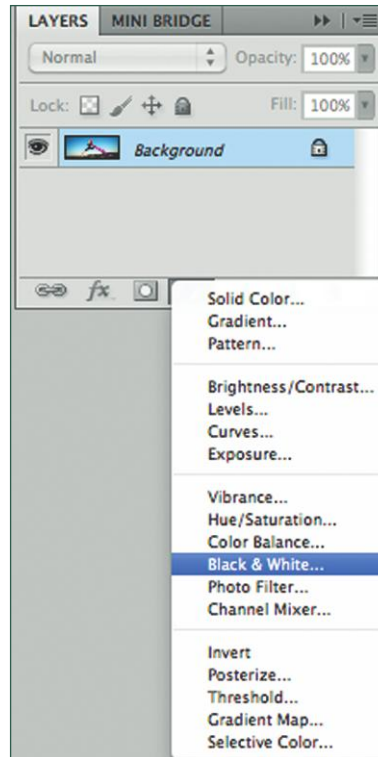 LAYERS MINI BRIDGE
Normal Opacity: 100%
Lock: Fill: 100%
Background
fx
Solid Color...
Gradient...
Pattern...
Brightness/Contrast...
Levels...
Curves...
Exposure...
Vibrance...
Hue/Saturation...
Color Balance...
Black & White...
Photo Filter...
Channel Mixer...
Invert
Posterize...
Threshold...
Gradient Map...
Selective Color...